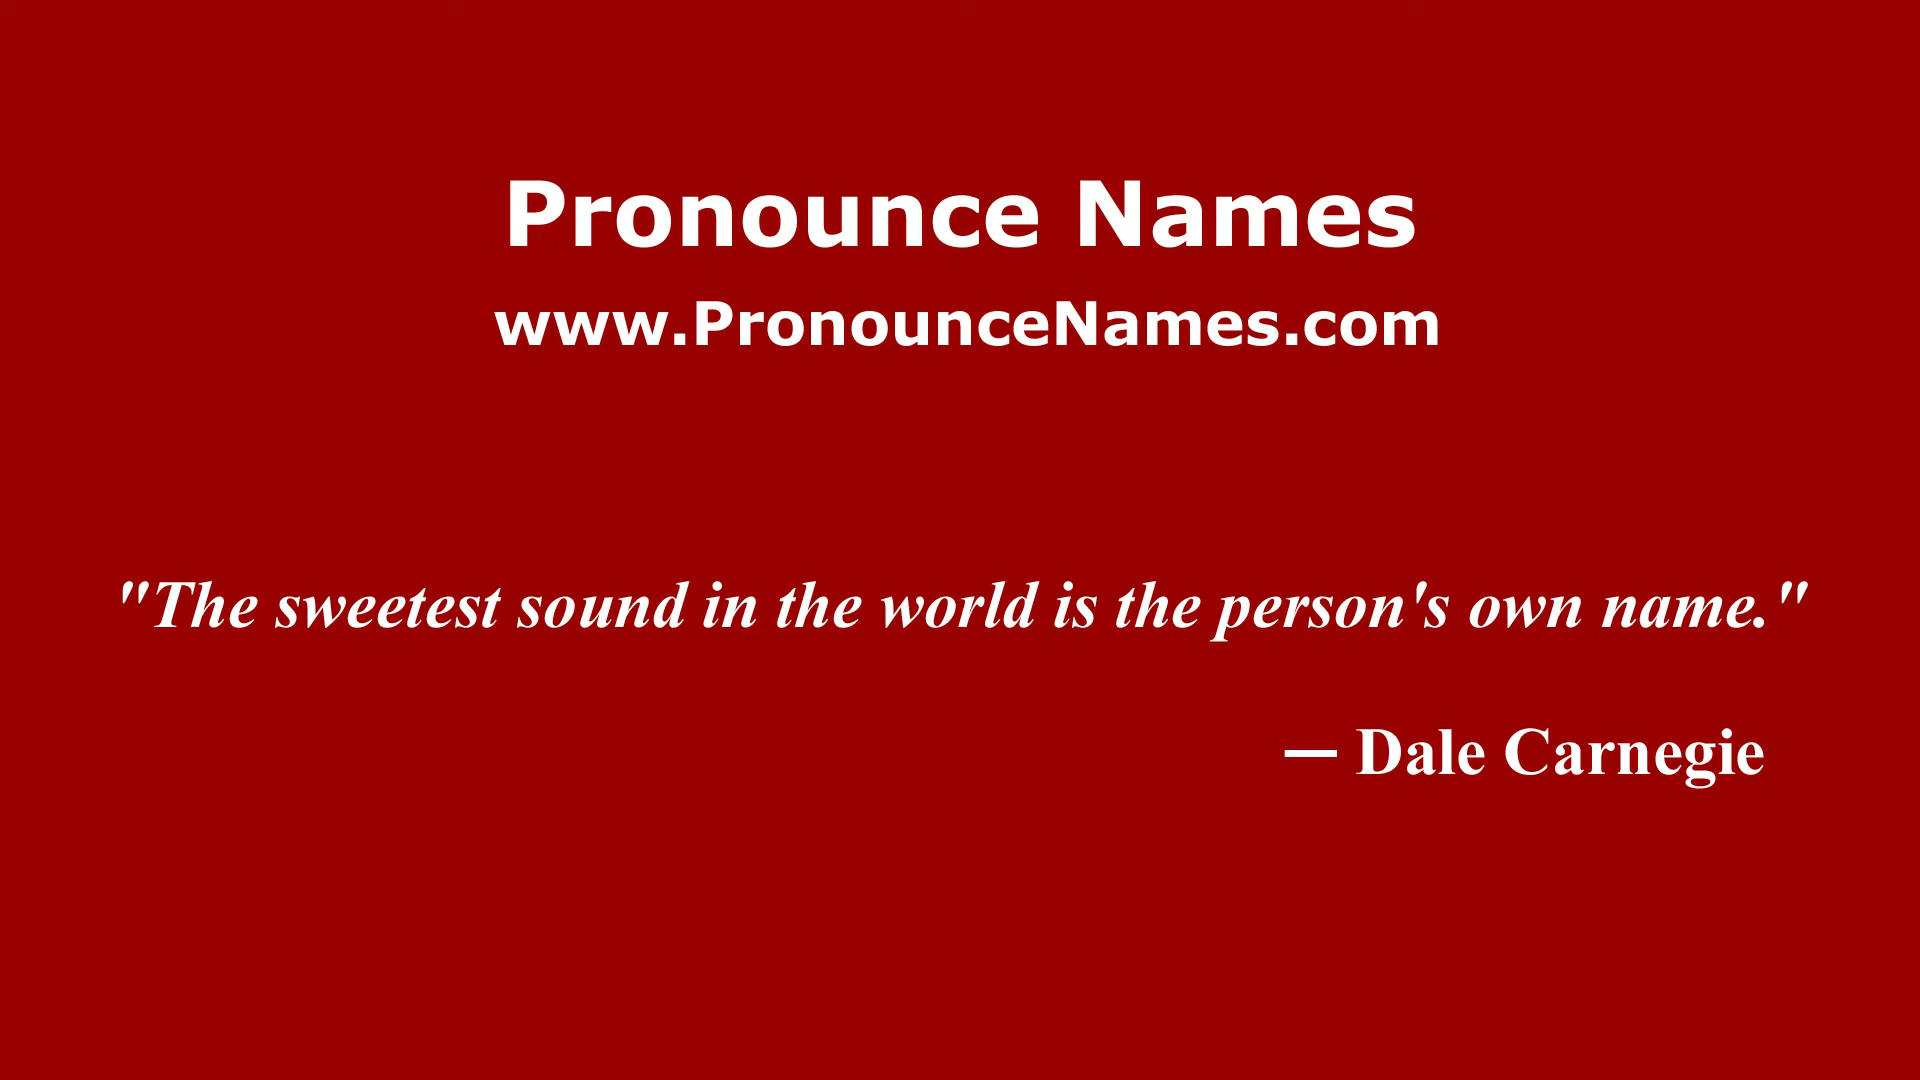 Pronounce Names
www.PronounceNames.com
"The sweetest sound in the world is the person's own name."
— Dale Carnegie